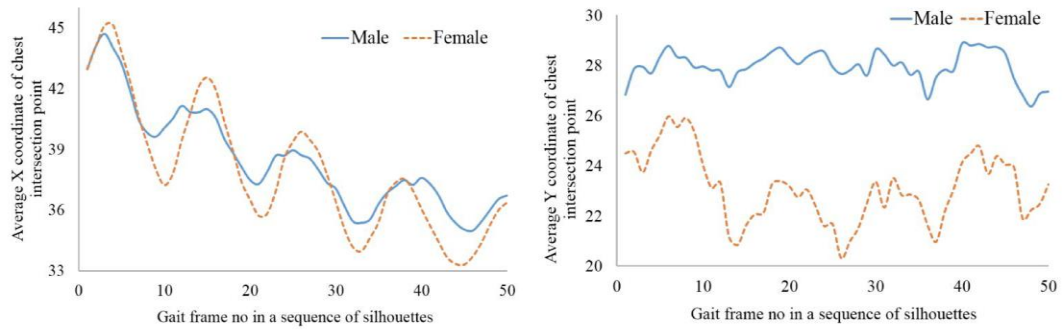 Male Female
45
42
39
36
33
0 10 20 30 40 50
Average X coordinate of chest
intersection point
Gait frame no in a sequence of silhouettes
Male Female
30
28
26
24
22
20
0 10 20 30 40 50
Average Y coordinate of chest
intersection point
Gait frame no in a sequence of silhouettes